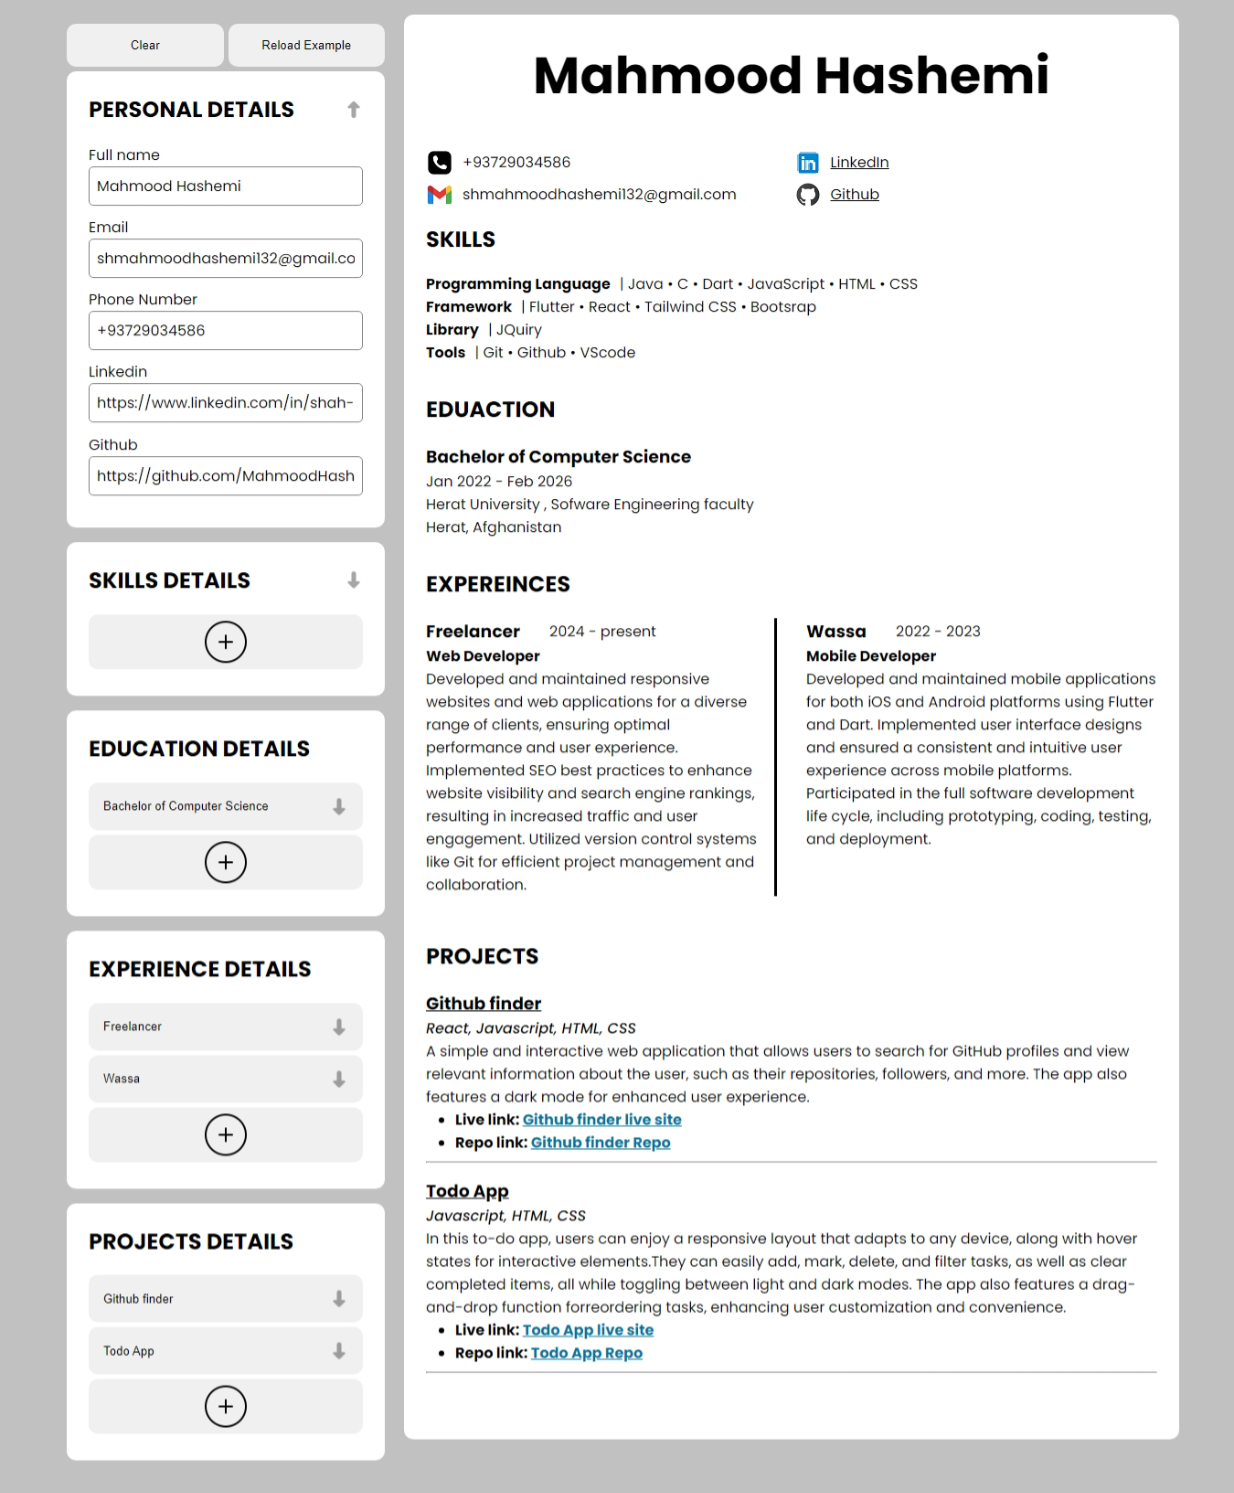 Clear
Reload Example
PERSONAL DETAILS
Full name
Mahmood Hashemi
Email
shmahmoodhashemi132@gmail.co
Phone Number
+93729034586
Linkedin
https://www.linkedin.com/in/shah-
Github
https://github.com/MahmoodHash
SKILLS DETAILS
EDUCATION DETAILS
Bachelor of Computer Science
EXPERIENCE DETAILS
Freelancer
Wassa
PROJECTS DETAILS
Github finder
Todo App
Mahmood Hashemi
+93729034586
LinkedIn
shmahmoodhashemi132@gmail.com
Github
SKILLS
Programming Language | Java • C • Dart • JavaScript • HTML • CSS
Framework | Flutter • React • Tailwind CSS • Bootsrap
Library | JQuiry
Tools | Git • Github • VScode
EDUACTION
Bachelor of Computer Science
Jan 2022 - Feb 2026
Herat University , Sofware Engineering faculty
Herat, Afghanistan
EXPEREINCES
Freelancer 2024 - present
Web Developer
Developed and maintained responsive
websites and web applications for a diverse
range of clients, ensuring optimal
performance and user experience.
Implemented SEO best practices to enhance
website visibility and search engine rankings,
resulting in increased traffic and user
engagement. Utilized version control systems
like Git for efficient project management and
collaboration.
Wassa 2022 - 2023
Mobile Developer
Developed and maintained mobile applications
for both iOS and Android platforms using Flutter
and Dart. Implemented user interface designs
and ensured a consistent and intuitive user
experience across mobile platforms.
Participated in the full software development
life cycle, including prototyping, coding, testing,
and deployment.
PROJECTS
Github finder
React, Javascript, HTML, CSS
A simple and interactive web application that allows users to search for GitHub profiles and view
relevant information about the user, such as their repositories, followers, and more. The app also
features a dark mode for enhanced user experience.
• Live link: Github finder live site
• Repo link: Github finder Repo
Todo App
Javascript, HTML, CSS
In this to-do app, users can enjoy a responsive layout that adapts to any device, along with hover
states for interactive elements.They can easily add, mark, delete, and filter tasks, as well as clear
completed items, all while toggling between light and dark modes. The app also features a drag-
and-drop function forreordering tasks, enhancing user customization and convenience.
• Live link: Todo App live site
• Repo link: Todo App Repo